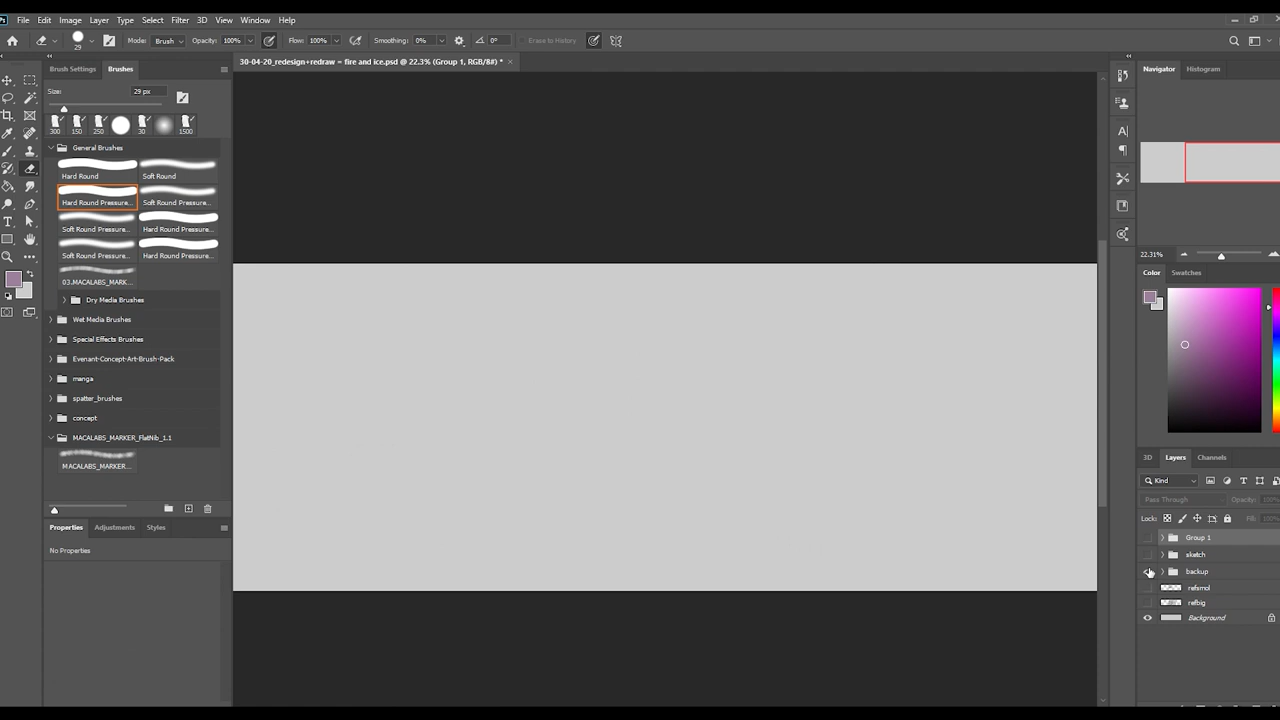 Ps File Edit Image Layer Type Select Filter 3D View Window Help
29 Mode: Brush Opacity: 100% Flow: 100% Smoothing: 0% 0° Erase to History
Brush Settings Brushes
30-04-20_redesign+redraw = fire and ice.psd @ 22.3% (Group 1, RGB/8#) *
Navigator Histogram
Size: 29 px
300 150 250 30 1500
General Brushes
Hard Round Soft Round
Hard Round Pressure... Soft Round Pressure...
Soft Round Pressure... Hard Round Pressure...
Soft Round Pressure... Hard Round Pressure...
03.MACALABS_MARK...
Dry Media Brushes
Wet Media Brushes
Special Effects Brushes
Evenant-Concept-Art-Brush-Pack
manga
spatter_brushes
concept
MACALABS_MARKER_FlatNib_1.1
MACALABS_MARKER...
Properties Adjustments Styles
No Properties
22.31%
Color Swatches
3D Layers Channels
Kind
Pass Through Opacity: 100%
Lock: Fill: 100%
Group 1
sketch
backup
refsmol
refbig
Background